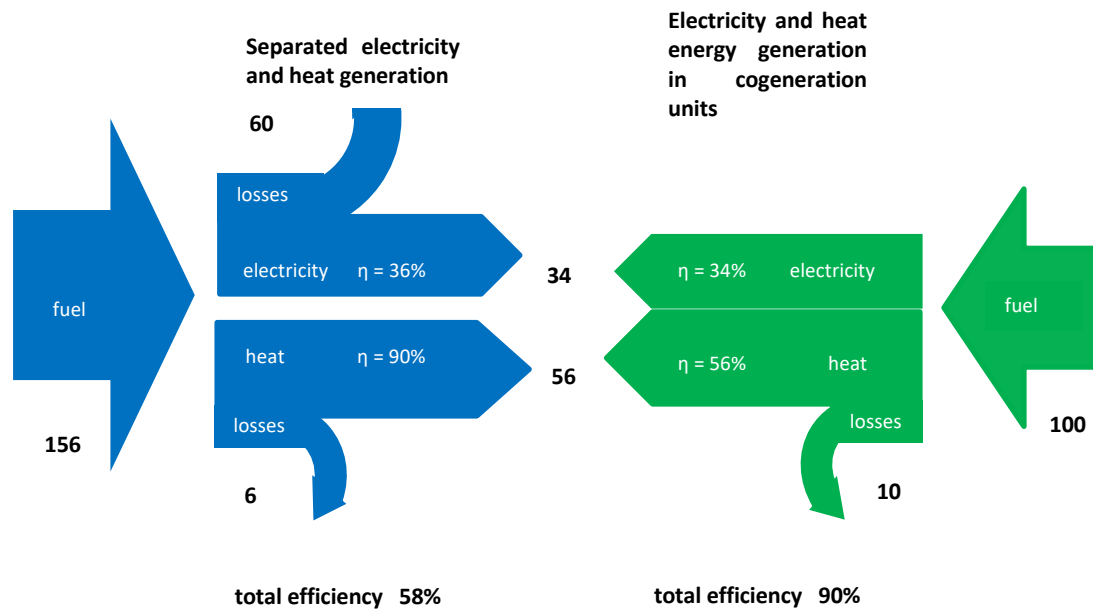 Separated electricity
and heat generation
60
losses
electricity η = 36%
fuel
heat η = 90%
losses
156
6
total efficiency 58%
34
56
Electricity and heat
energy generation
in cogeneration
units
η = 34% electricity
fuel
η = 56% heat
losses
100
10
total efficiency 90%